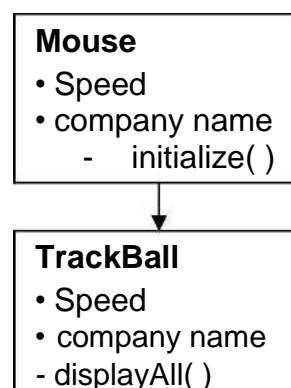 Mouse
• Speed
• company name
- initialize( )
TrackBall
• Speed
• company name
- displayAll( )